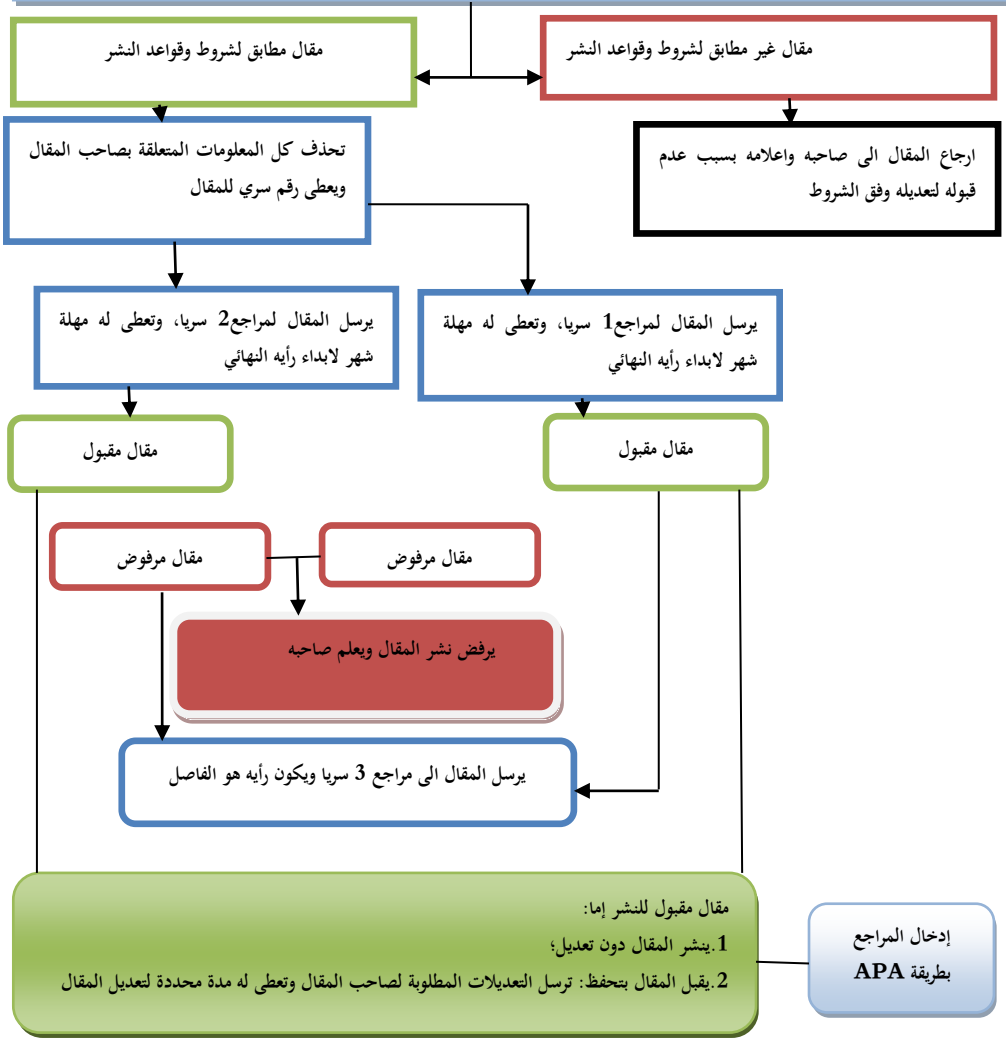 مقال غير مطابق لشروط وقواعد النشر
مقال مطابق لشروط وقواعد النشر
ارجاع المقال الى صاحبه واعلامه بسبب عدم
قبوله لتعديله وفق الشروط
تحذف كل المعلومات المتعلقة بصاحب المقال
ويعطى رقم سري للمقال
يرسل المقال لمراجع1 سريا، وتعطى له مهلة
شهر لابداء رأيه النهائي
يرسل المقال لمراجع2 سريا، وتعطى له مهلة
شهر لابداء رأيه النهائي
مقال مقبول
مقال مقبول
مقال مرفوض
مقال مرفوض
يرفض نشر المقال ويعلم صاحبه
يرسل المقال الى مراجع 3 سريا ويكون رأيه هو الفاصل
مقال مقبول للنشر إما:
1.ينشر المقال دون تعديل؛
2.يقبل المقال بتحفظ: ترسل التعديلات المطلوبة لصاحب المقال وتعطى له مدة محددة لتعديل المقال
إدخال المراجع
بطريقة APA